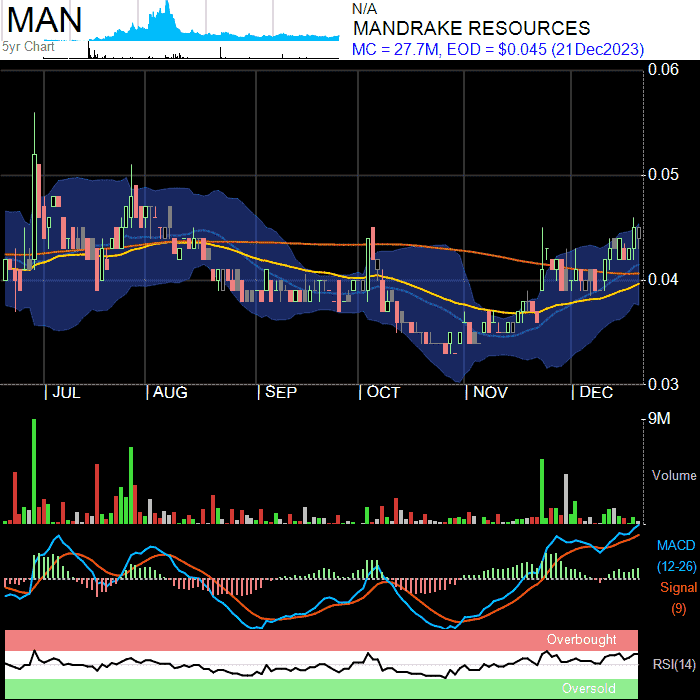 MAN
5yr Chart
N/A
MANDRAKE RESOURCES
MC = 27.7M, EOD = $0.045 (21Dec2023)
0.06
0.05
0.04
0.03
JUL AUG SEP OCT NOV DEC
9M
Volume
MACD
(12-26)
Signal
(9)
Overbought
RSI(14)
Oversold